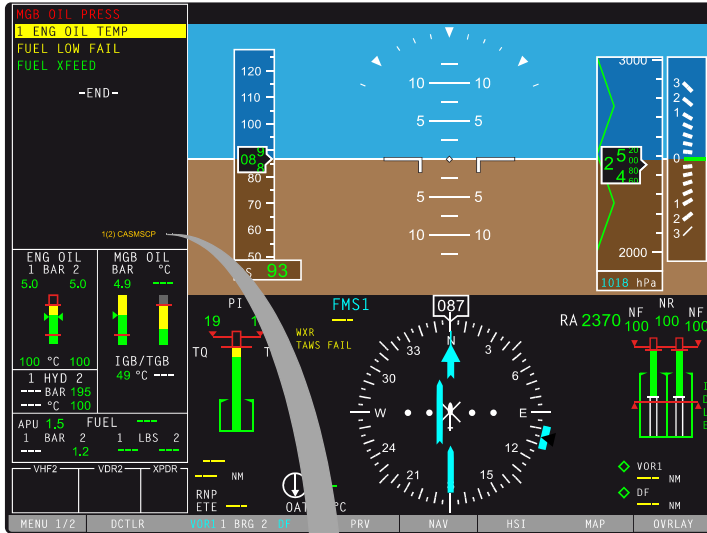 MGB OIL PRESS
1 ENG OIL TEMP
FUEL LOW FAIL
FUEL XFEED
-END-
1(2) CASMSCP
ENG OIL
1 BAR 2
5.0 5.0
100 °C 100
MGB OIL
BAR °C
4.9 ---
IGB/TGB
49 °C ---
1 HYD 2
--- BAR 195
--- °C 100
APU 1.5 FUEL ---
1 BAR 2 1 LBS 2
--- 1.2 --- ---
VHF2 VDR2 XPDR
120
110
100
80
70
60
50
93
10 10
5 5
5 5
10 10
3000
2000
1018 hPa
3
2
1
0
1
2
3
PI
19
TQ
FMS1
---
WXR
TAWS FAIL
087
N
3
6
E
12
15
21
24
W
30
33
RA 2370
NF NR NF
100 100 100
--- NM
RNP
ETE ---
OAT
VOR1
--- NM
DF
--- NM
MENU 1/2 DCTLR VOR1 1 BRG 2 DF PRV NAV HSI MAP OVRLAY